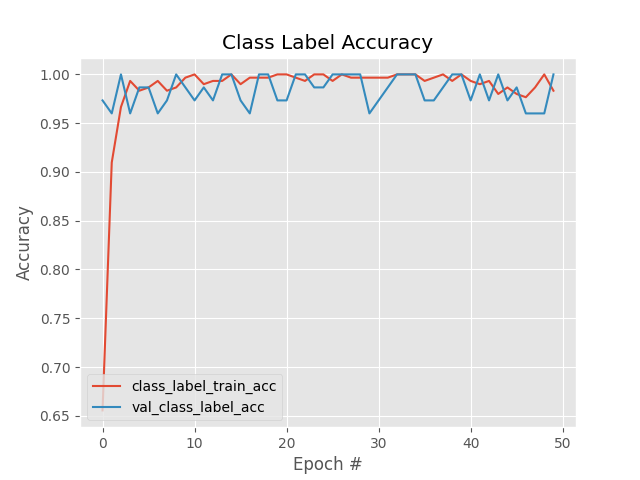 Class Label Accuracy
1.00
0.95
0.90
0.85
0.80
0.75
0.70
0.65
Accuracy
class_label_train_acc
val_class_label_acc
0 10 20 30 40 50
Epoch #